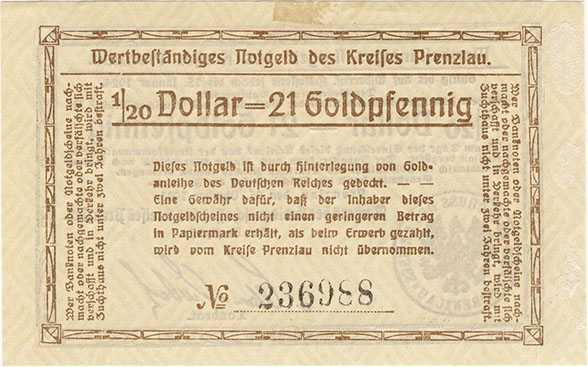 Wertbeständiges Notgeld des Kreises Prenzlau.
1/20 Dollar=21 Goldpfennig
Dieses Notgeld ist durch Hinterlegung von Gold-
anleihe des Deutschen Reiches gedeckt. — —
Eine Gewähr dafür, daß der Inhaber dieses
Notgeldscheines nicht einen geringeren Betrag
in Papiermark erhält, als beim Erwerb gezahlt,
wird vom Kreise Prenzlau nicht übernommen.
№ 236988
Wer Banknoten oder Notgeldscheine nach-
macht oder verfälscht oder nachgemachte oder verfälschte sich
verschafft und in Verkehr bringt, wird mit
Zuchthaus nicht unter zwei Jahren bestraft.
Wer Banknoten oder Notgeldscheine nach-
macht oder nachgemachte oder verfälschte sich
verschafft und in Verkehr bringt, wird mit
Zuchthaus nicht unter zwei Jahren bestraft.
PRENZLAU